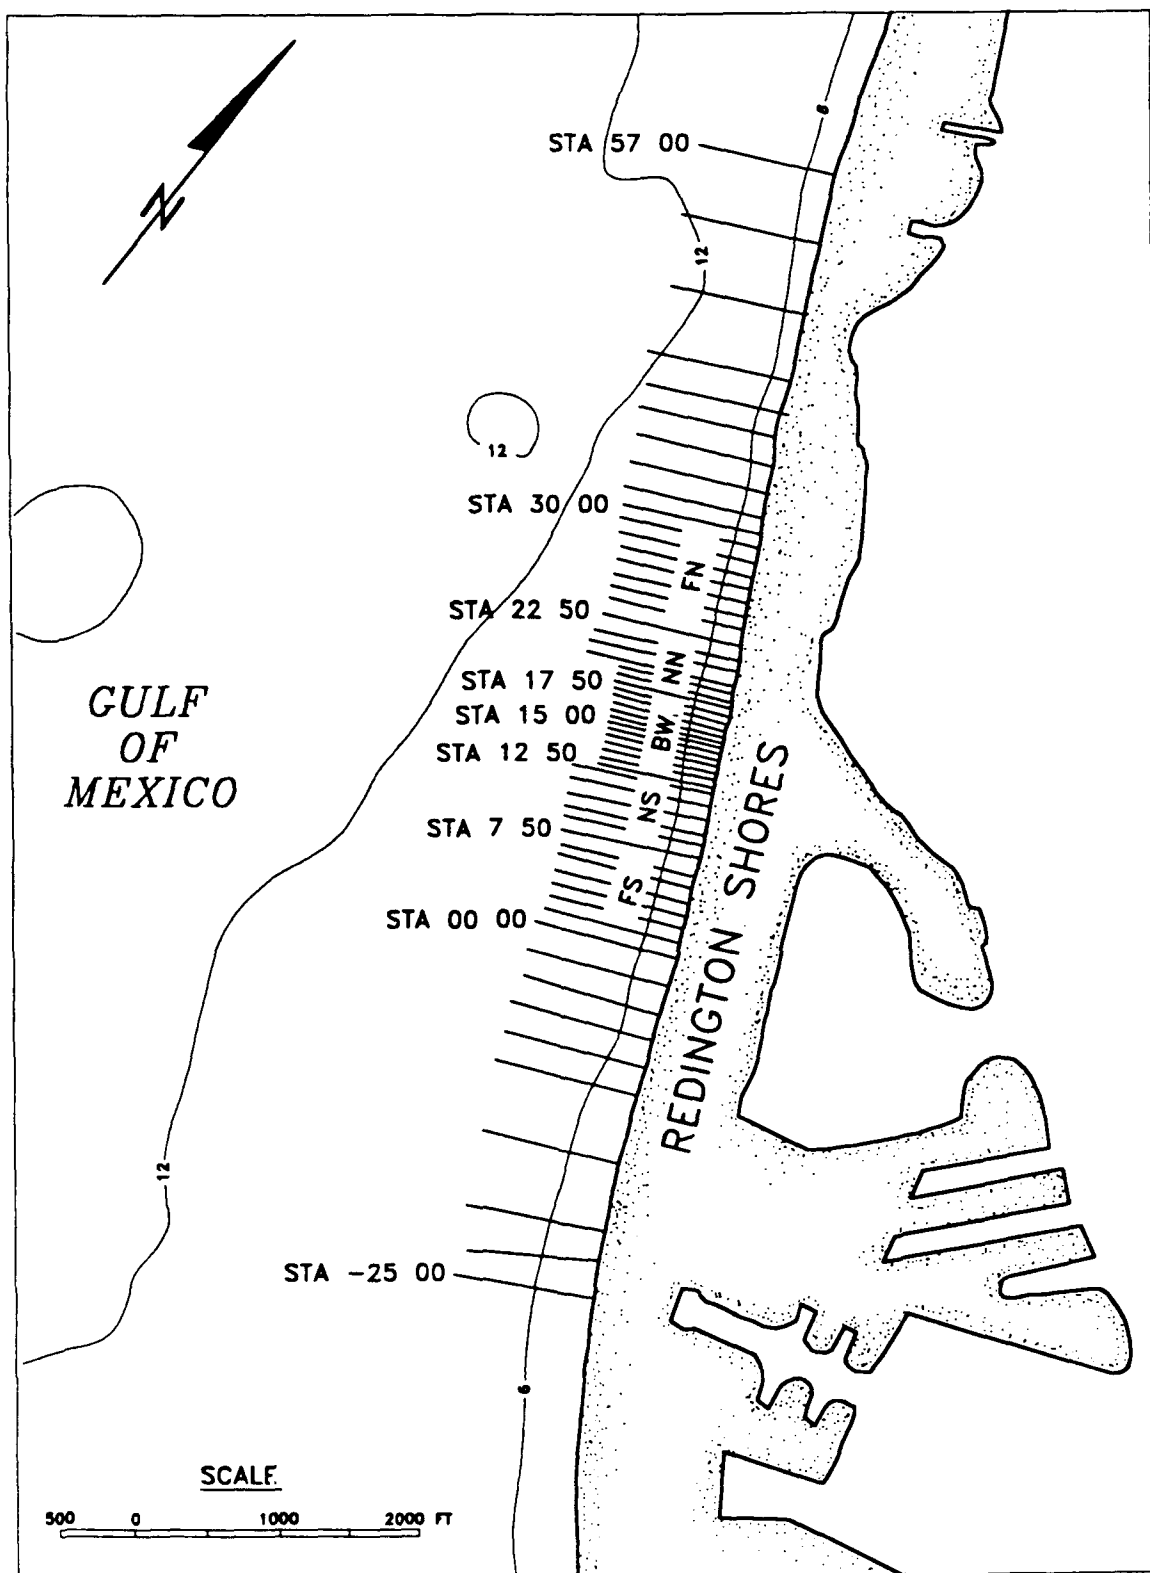 N
8
STA 57 00
12
12
STA 30 00
FN
STA 22 50
NN
STA 17 50
STA 15 00
BW
STA 12 50
NS
STA 7 50
FS
STA 00 00
GULF
OF
MEXICO
REDINGTON SHORES
12
STA -25 00
6
SCALE
500 0 1000 2000 FT